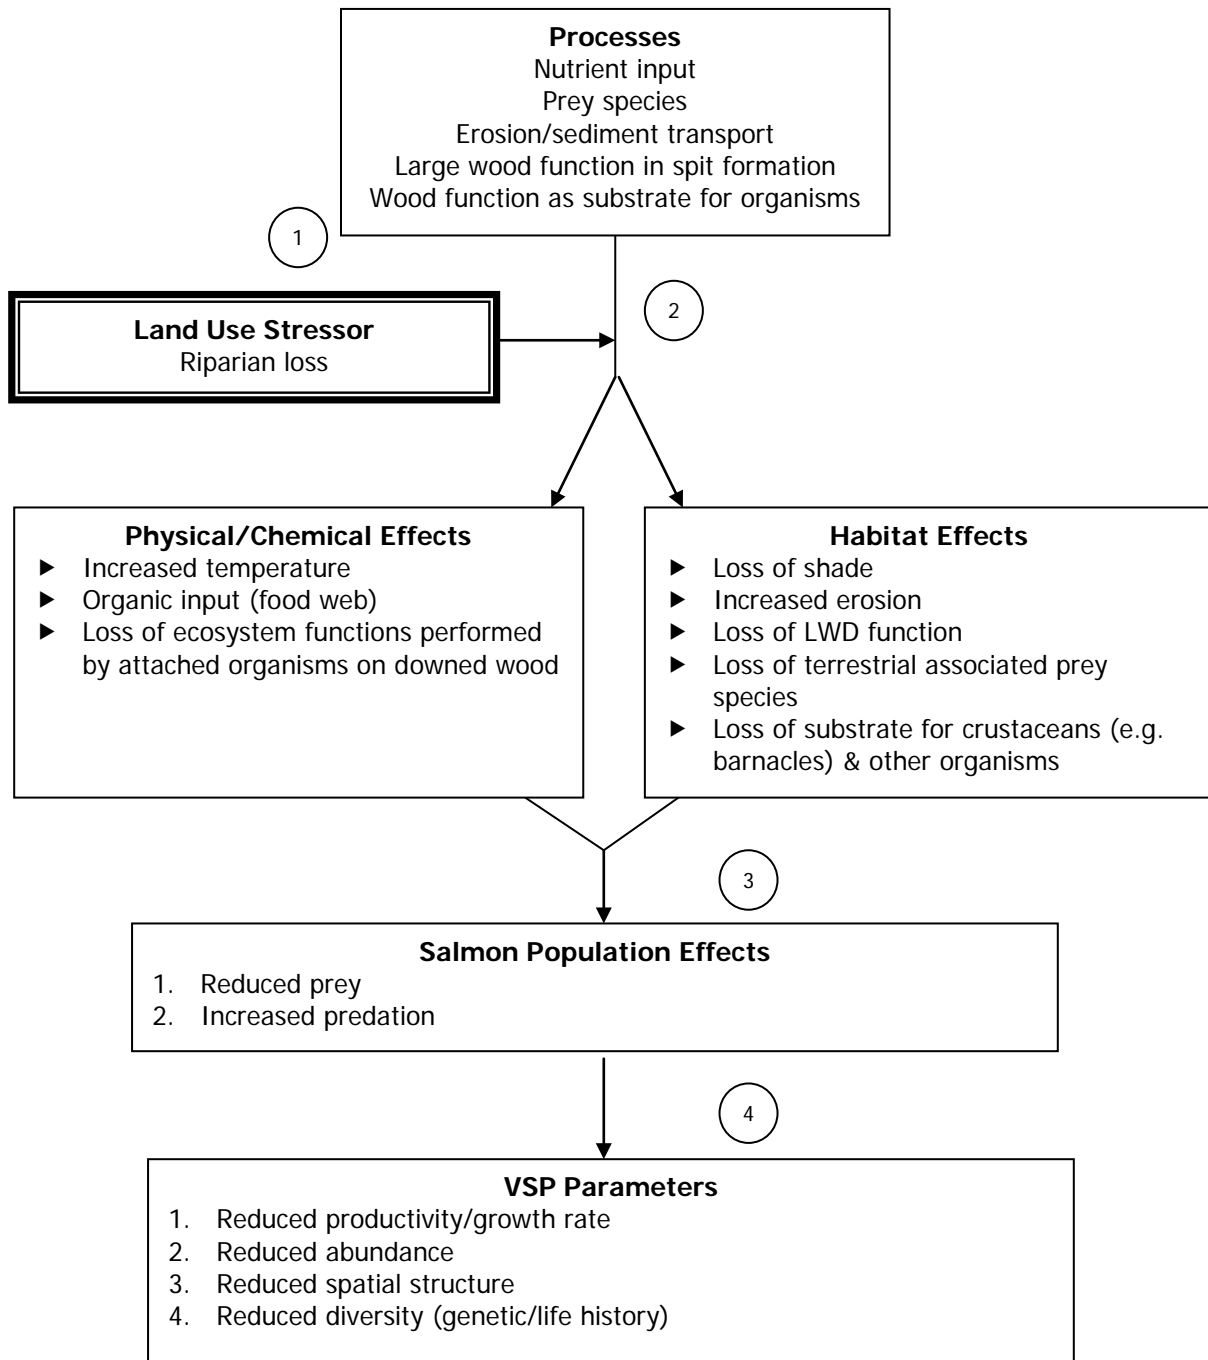 Processes
Nutrient input
Prey species
Erosion/sediment transport
Large wood function in spit formation
Wood function as substrate for organisms
1
2
Land Use Stressor
Riparian loss
Physical/Chemical Effects
► Increased temperature
► Organic input (food web)
► Loss of ecosystem functions performed
by attached organisms on downed wood
Habitat Effects
► Loss of shade
► Increased erosion
► Loss of LWD function
► Loss of terrestrial associated prey
species
► Loss of substrate for crustaceans (e.g.
barnacles) & other organisms
3
Salmon Population Effects
1. Reduced prey
2. Increased predation
4
VSP Parameters
1. Reduced productivity/growth rate
2. Reduced abundance
3. Reduced spatial structure
4. Reduced diversity (genetic/life history)